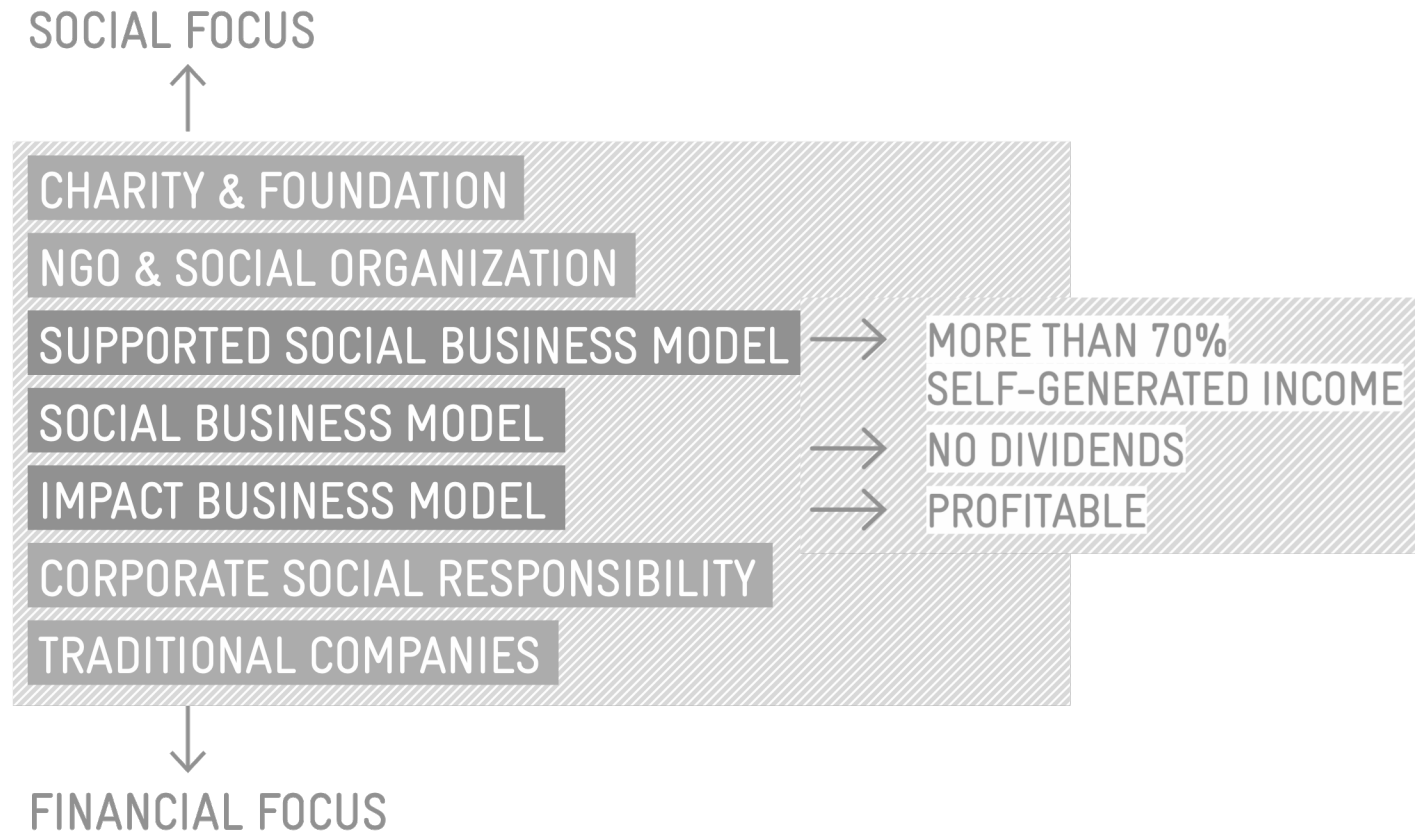 SOCIAL FOCUS
CHARITY & FOUNDATION
NGO & SOCIAL ORGANIZATION
SUPPORTED SOCIAL BUSINESS MODEL
SOCIAL BUSINESS MODEL
IMPACT BUSINESS MODEL
CORPORATE SOCIAL RESPONSIBILITY
TRADITIONAL COMPANIES
MORE THAN 70%
SELF-GENERATED INCOME
NO DIVIDENDS
PROFITABLE
FINANCIAL FOCUS